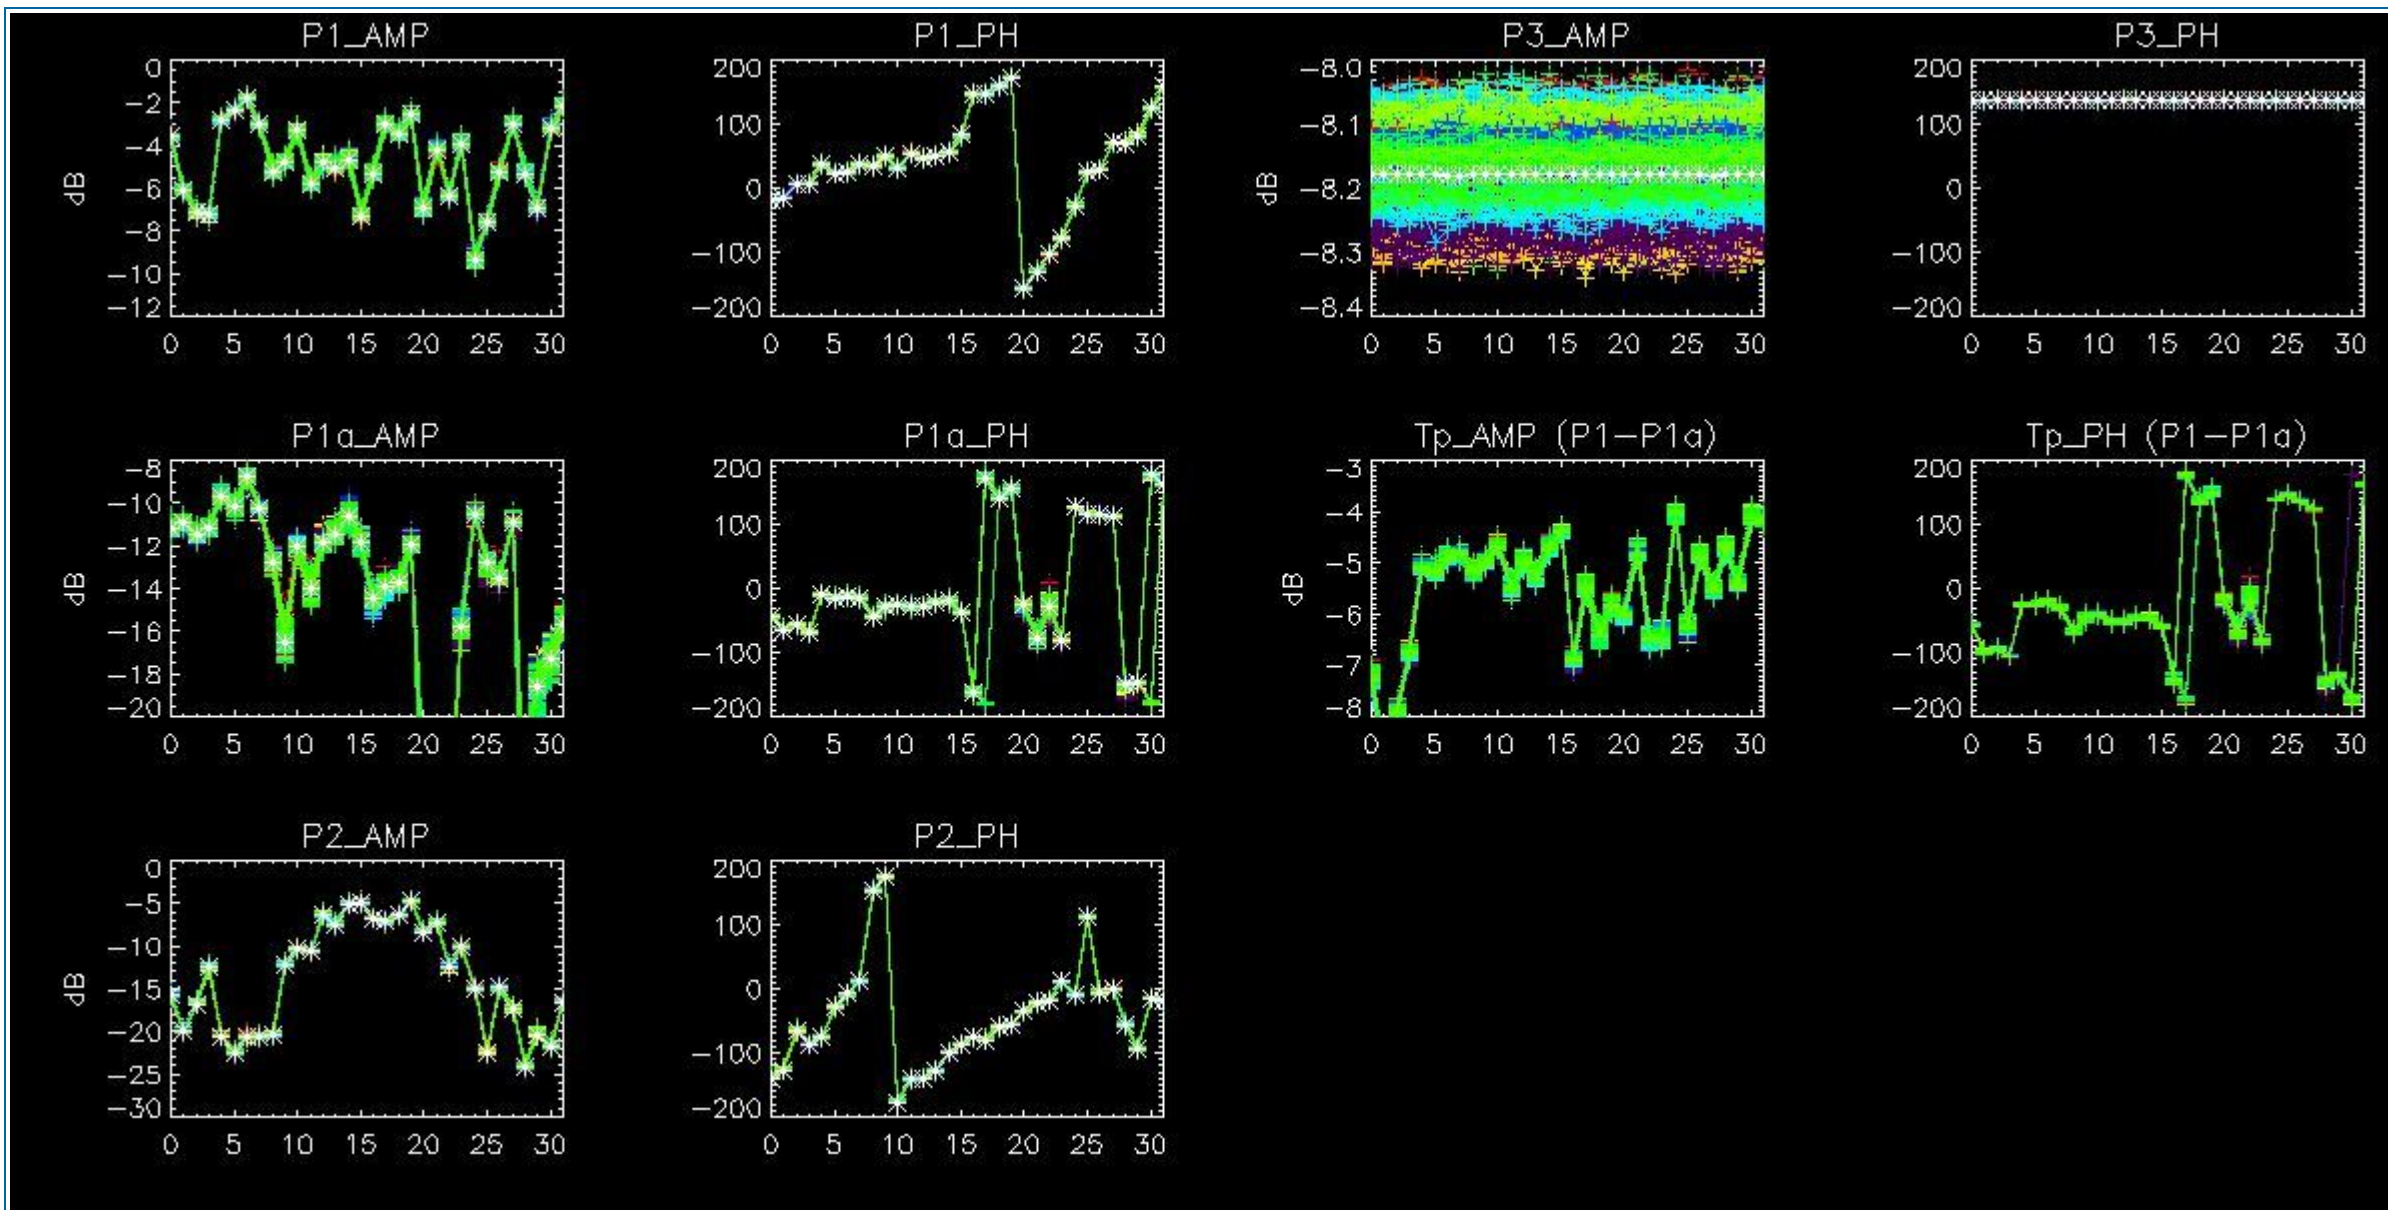 P1_AMP
P1_PH
P3_AMP
P3_PH
0
−2
−4
−6
−8
−10
−12
dB
0 5 10 15 20 25 30
200
100
0
−100
−200
0 5 10 15 20 25 30
−8.0
−8.1
−8.2
−8.3
−8.4
dB
0 5 10 15 20 25 30
200
100
0
−100
−200
0 5 10 15 20 25 30
P1a_AMP
P1a_PH
Tp_AMP (P1−P1a)
Tp_PH (P1−P1a)
−8
−10
−12
−14
−16
−18
−20
dB
0 5 10 15 20 25 30
200
100
0
−100
−200
0 5 10 15 20 25 30
−3
−4
−5
−6
−7
−8
dB
0 5 10 15 20 25 30
200
100
0
−100
−200
0 5 10 15 20 25 30
P2_AMP
P2_PH
0
−5
−10
−15
−20
−25
−30
dB
0 5 10 15 20 25 30
200
100
0
−100
−200
0 5 10 15 20 25 30